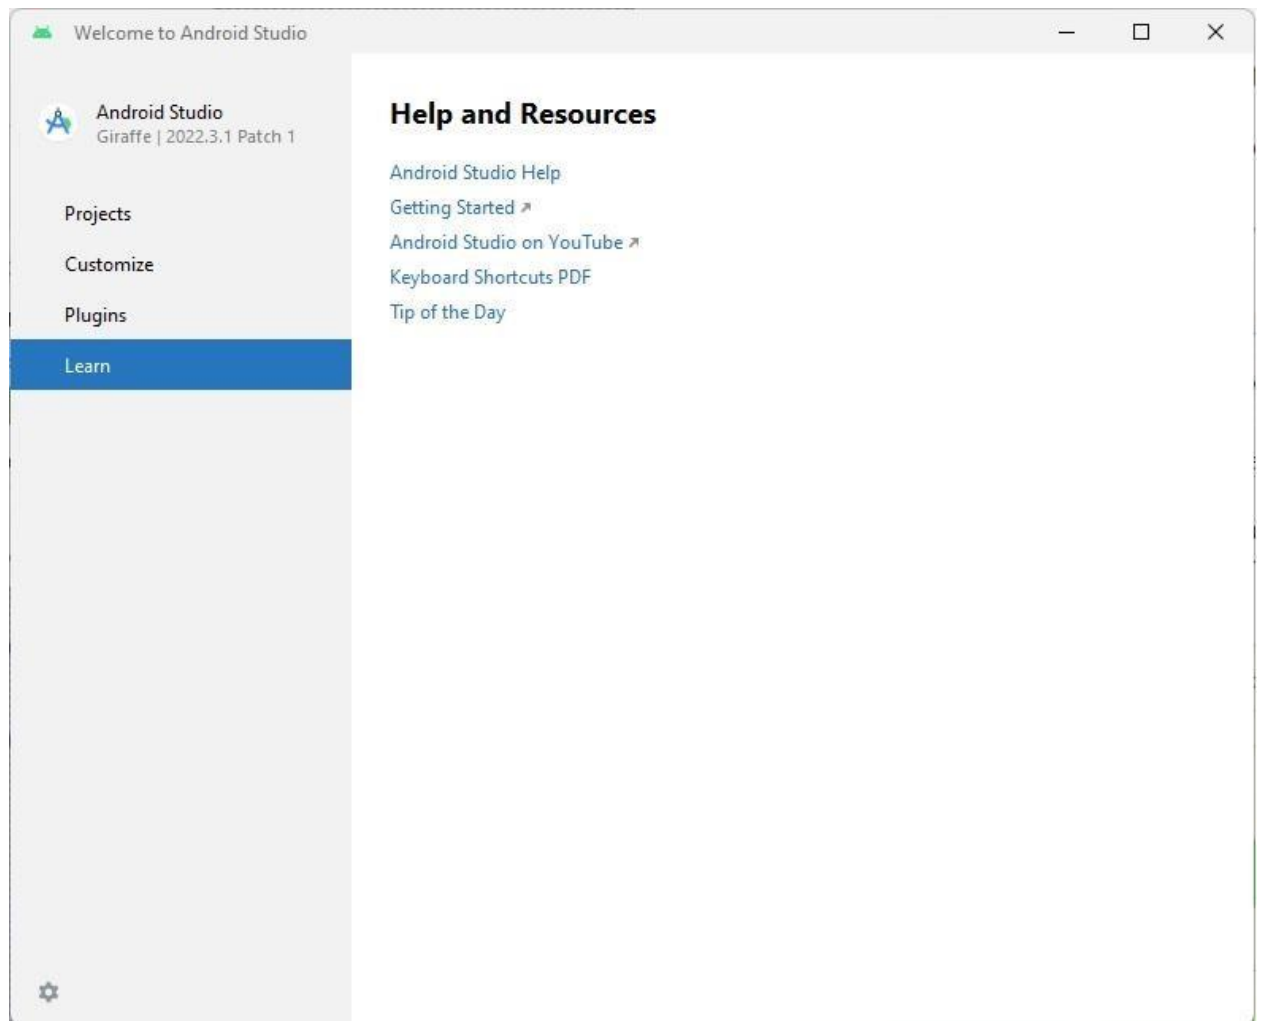 Welcome to Android Studio
Android Studio
Giraffe | 2022.3.1 Patch 1
Projects
Customize
Plugins
Learn
Help and Resources
Android Studio Help
Getting Started ↗
Android Studio on YouTube ↗
Keyboard Shortcuts PDF
Tip of the Day